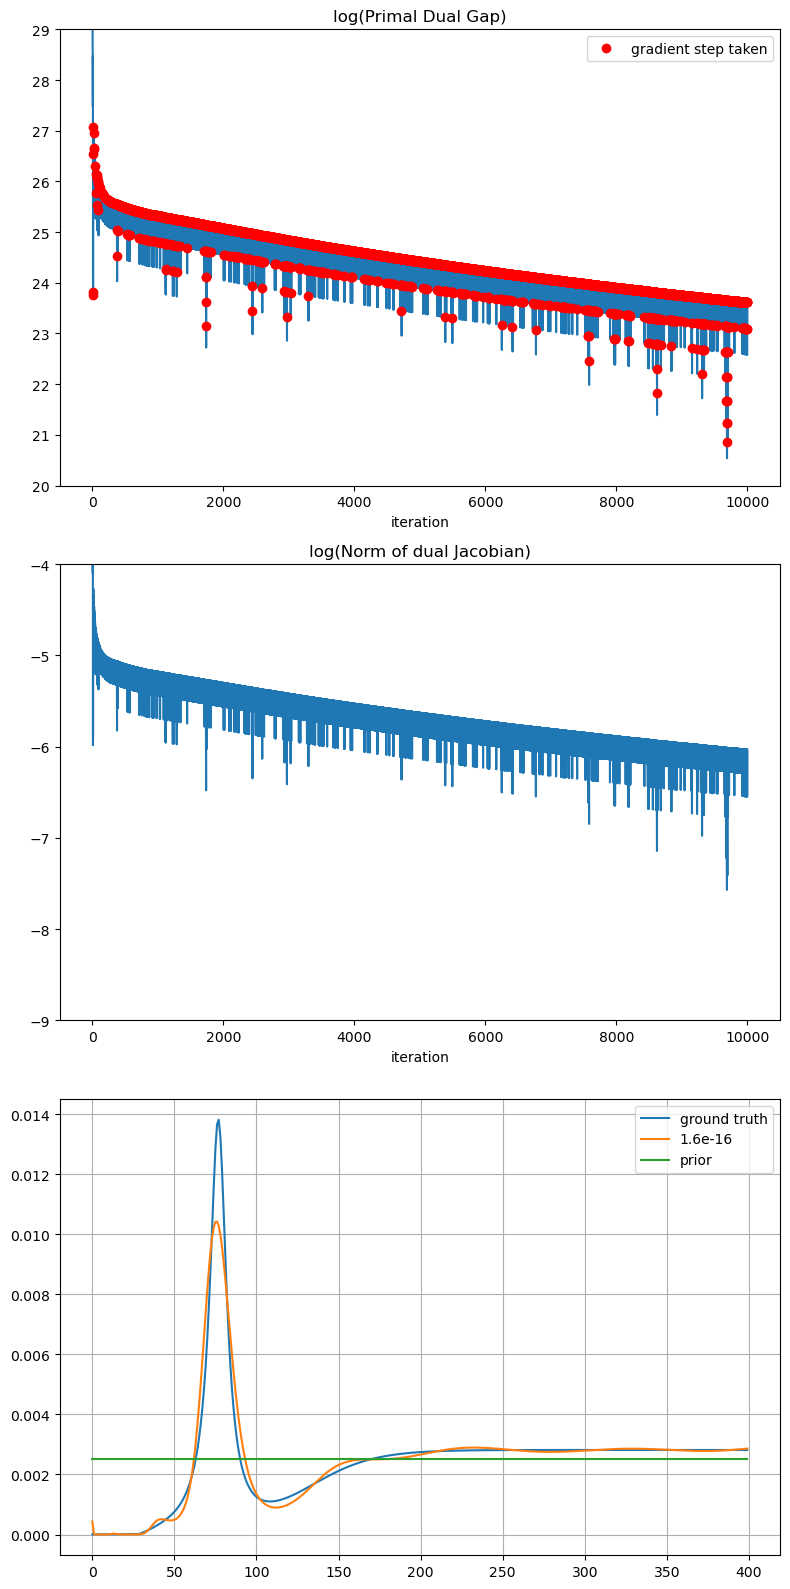 log(Primal Dual Gap)
29
gradient step taken
28
27
26
25
24
23
22
21
20
0 2000 4000 6000 8000 10000
iteration
log(Norm of dual Jacobian)
−4
−5
−6
−7
−8
−9
0 2000 4000 6000 8000 10000
iteration
0.014
ground truth
1.6e-16
prior
0.012
0.010
0.008
0.006
0.004
0.002
0.000
0 50 100 150 200 250 300 350 400